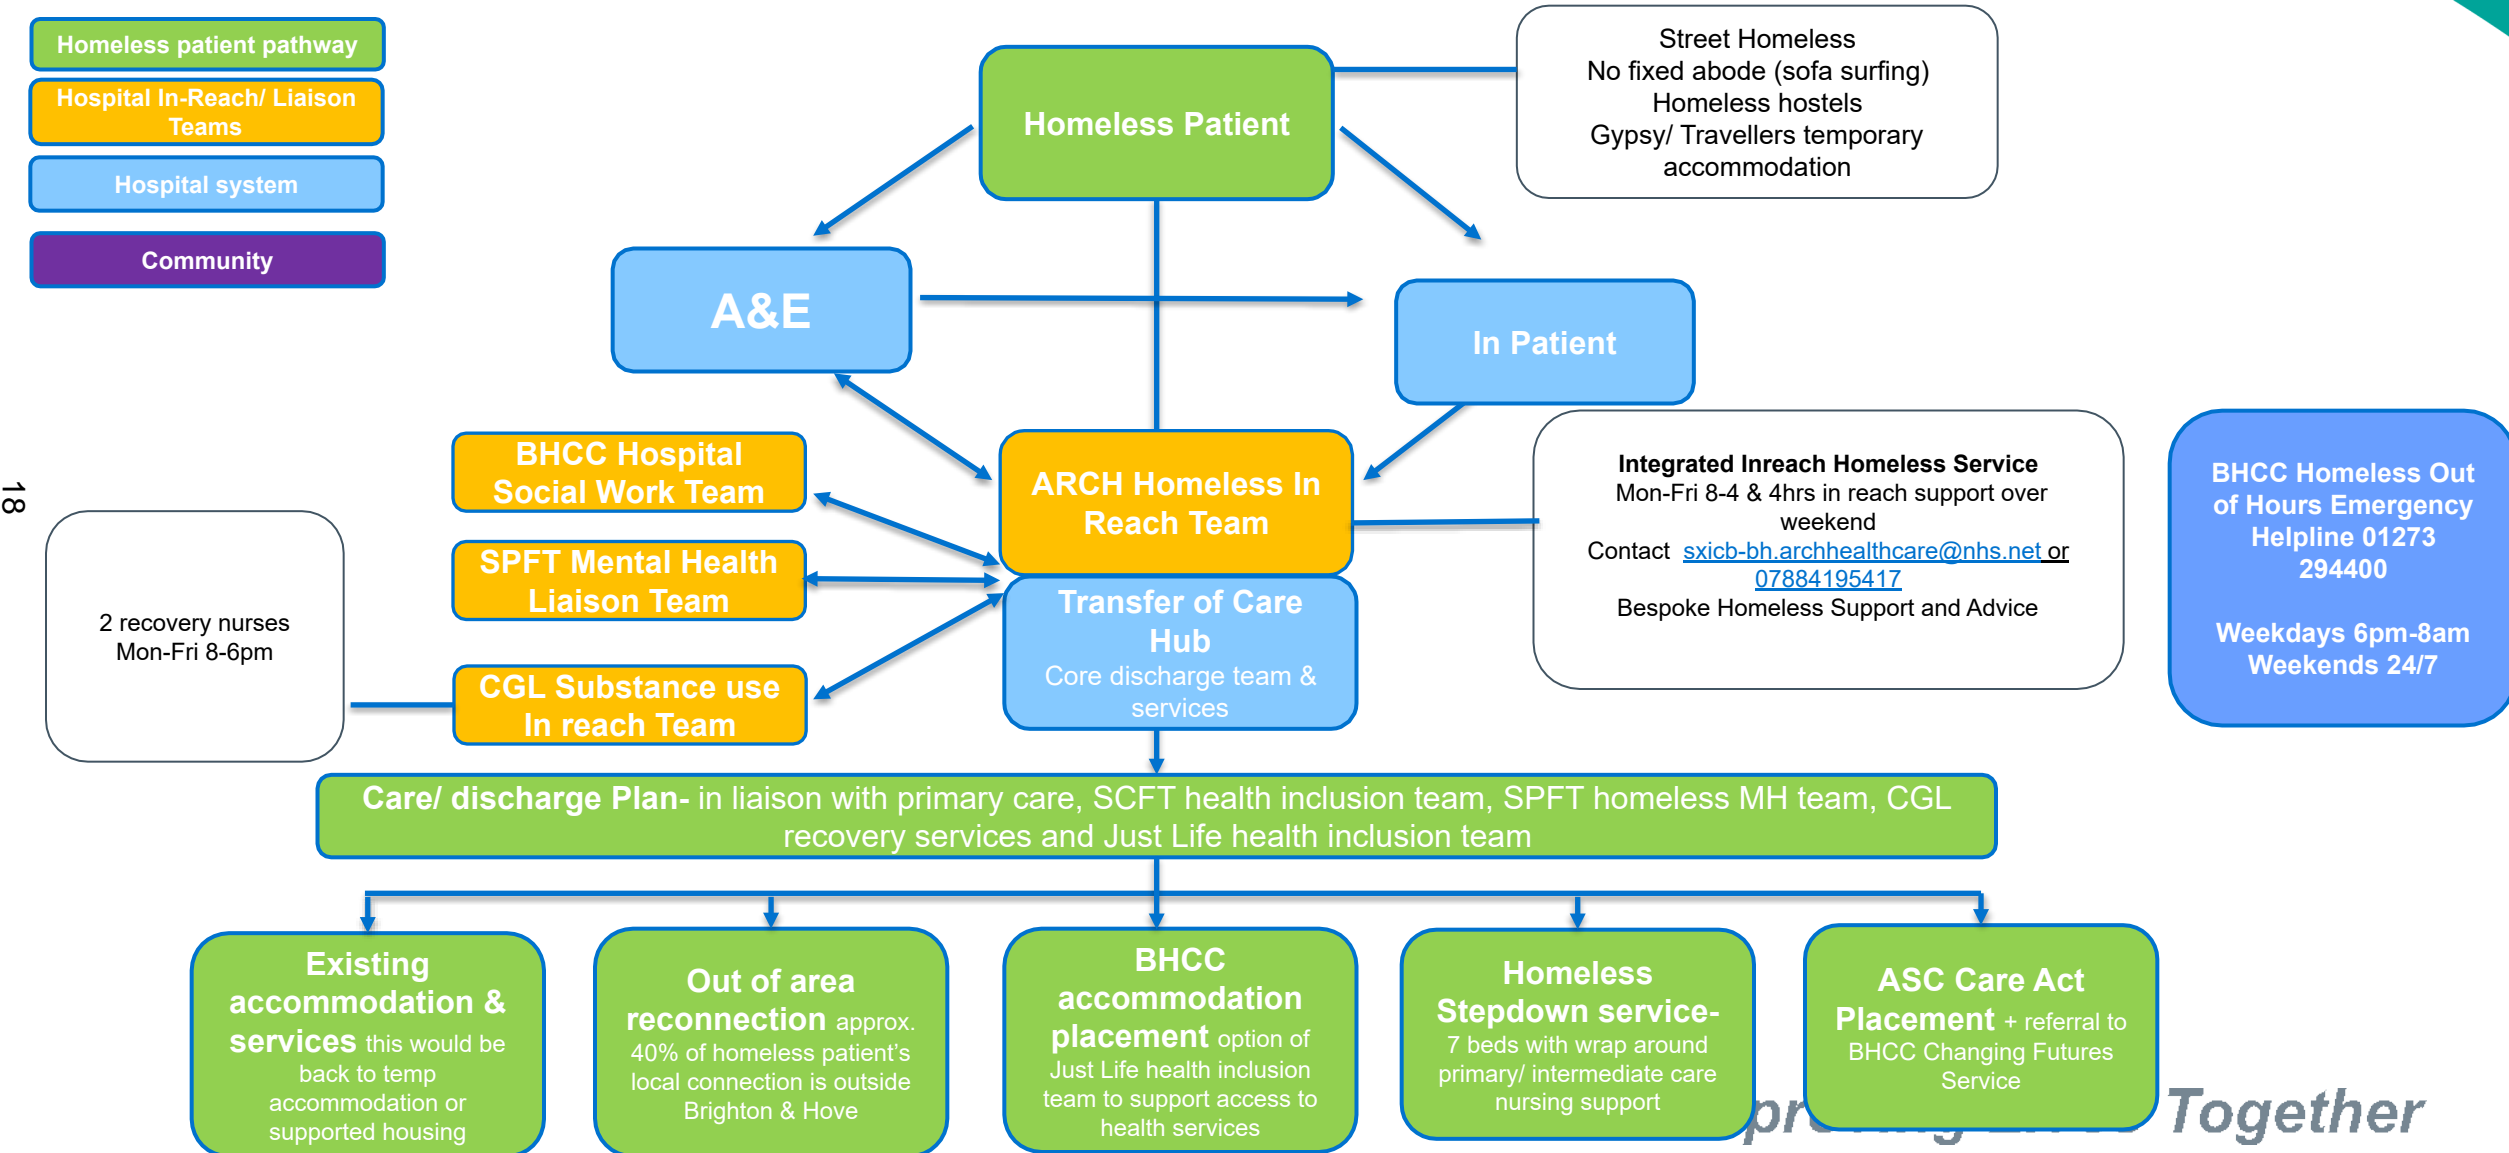 Homeless patient pathway
Hospital In-Reach/ Liaison
Teams
Hospital system
Community
Homeless Patient
Street Homeless
No fixed abode (sofa surfing)
Homeless hostels
Gypsy/ Travellers temporary
accommodation
A&E
In Patient
BHCC Hospital
Social Work Team
SPFT Mental Health
Liaison Team
CGL Substance use
In reach Team
2 recovery nurses
Mon-Fri 8-6pm
18
ARCH Homeless In
Reach Team
Transfer of Care
Hub
Core discharge team &
services
Integrated Inreach Homeless Service
Mon-Fri 8-4 & 4hrs in reach support over
weekend
Contact sxicb-bh.archhealthcare@nhs.net or
07884195417
Bespoke Homeless Support and Advice
BHCC Homeless Out
of Hours Emergency
Helpline 01273
294400
Weekdays 6pm-8am
Weekends 24/7
Care/ discharge Plan- in liaison with primary care, SCFT health inclusion team, SPFT homeless MH team, CGL
recovery services and Just Life health inclusion team
Existing
accommodation &
services this would be
back to temp
accommodation or
supported housing
Out of area
reconnection approx.
40% of homeless patient's
local connection is outside
Brighton & Hove
BHCC
accommodation
placement option of
Just Life health inclusion
team to support access to
health services
Homeless
Stepdown service-
7 beds with wrap around
primary/ intermediate care
nursing support
ASC Care Act
Placement + referral to
BHCC Changing Futures
Service
Together